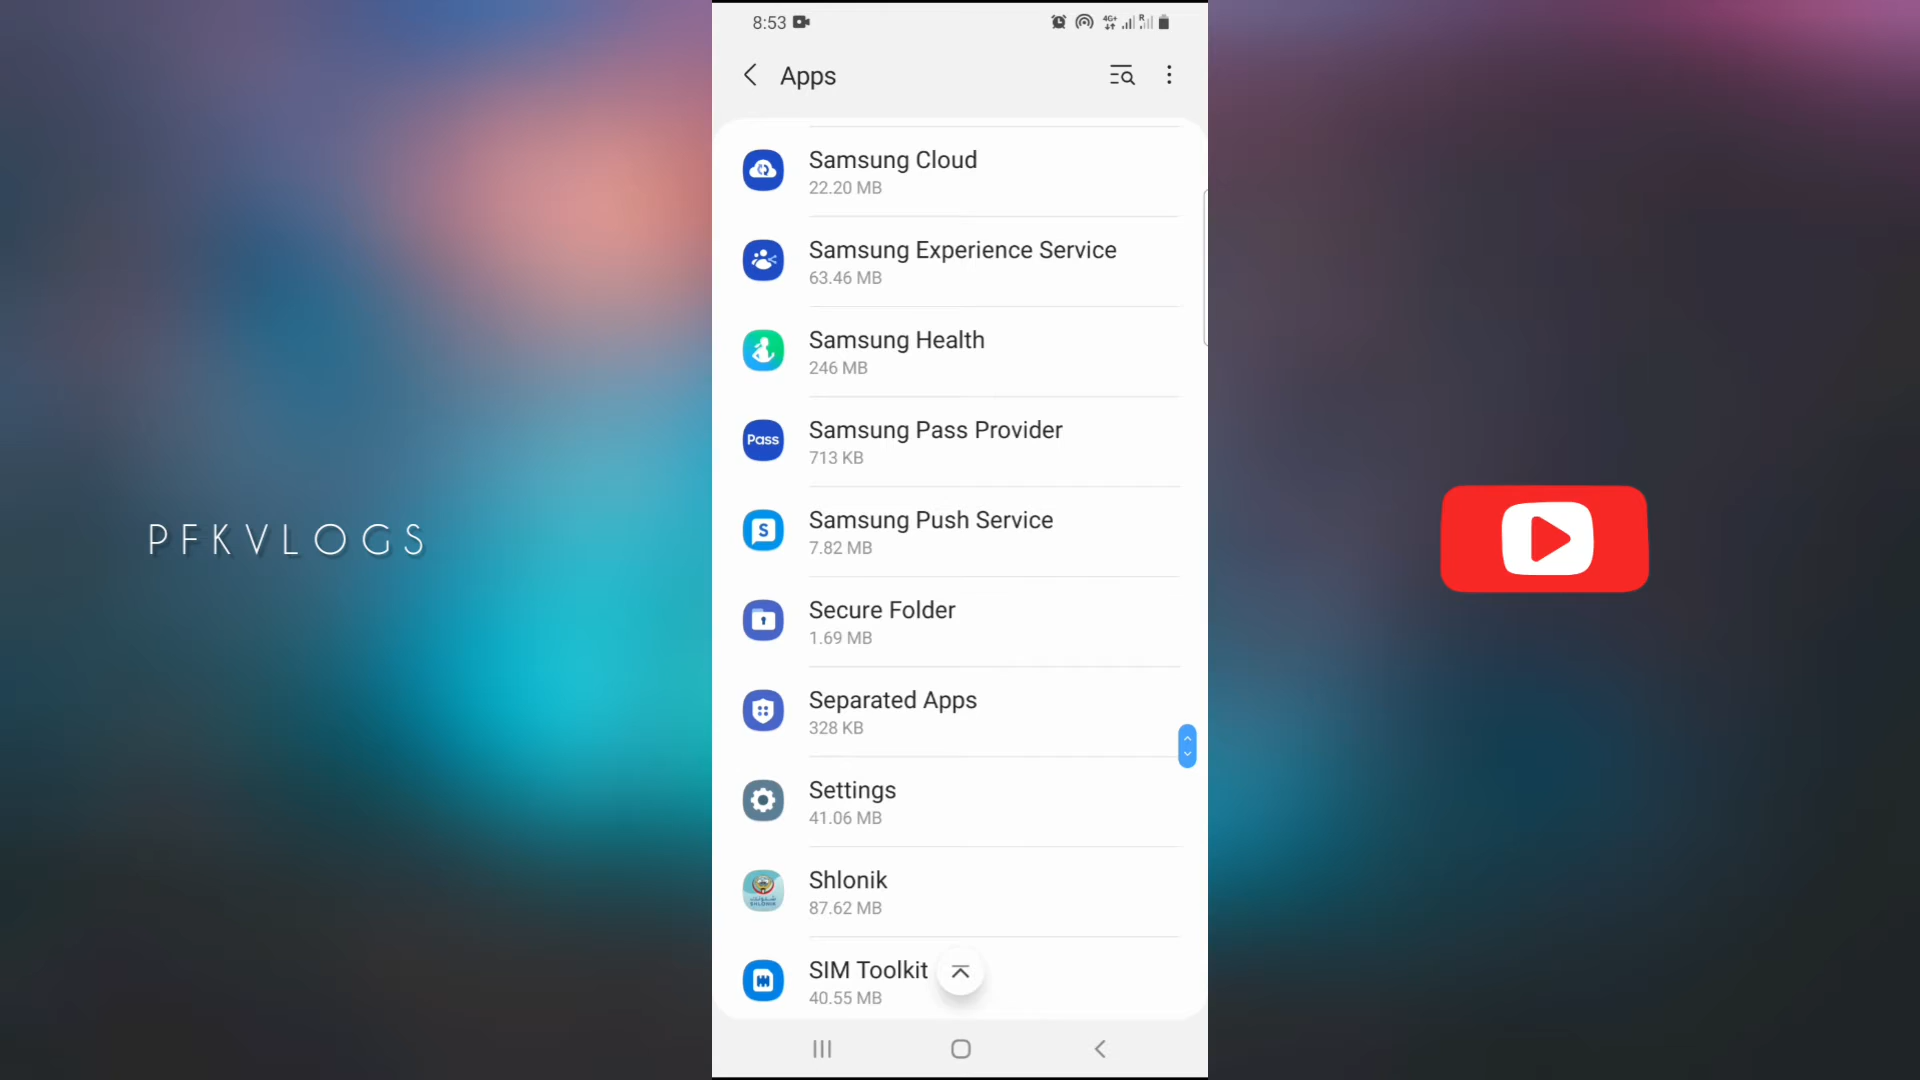 8:53
4G+
R
Apps
Samsung Cloud
22.20 MB
Samsung Experience Service
63.46 MB
Samsung Health
246 MB
Pass
Samsung Pass Provider
713 KB
S
Samsung Push Service
7.82 MB
Secure Folder
1.69 MB
Separated Apps
328 KB
Settings
41.06 MB
SHLONIK
Shlonik
87.62 MB
SIM Toolkit
40.55 MB
PFKVLOGS